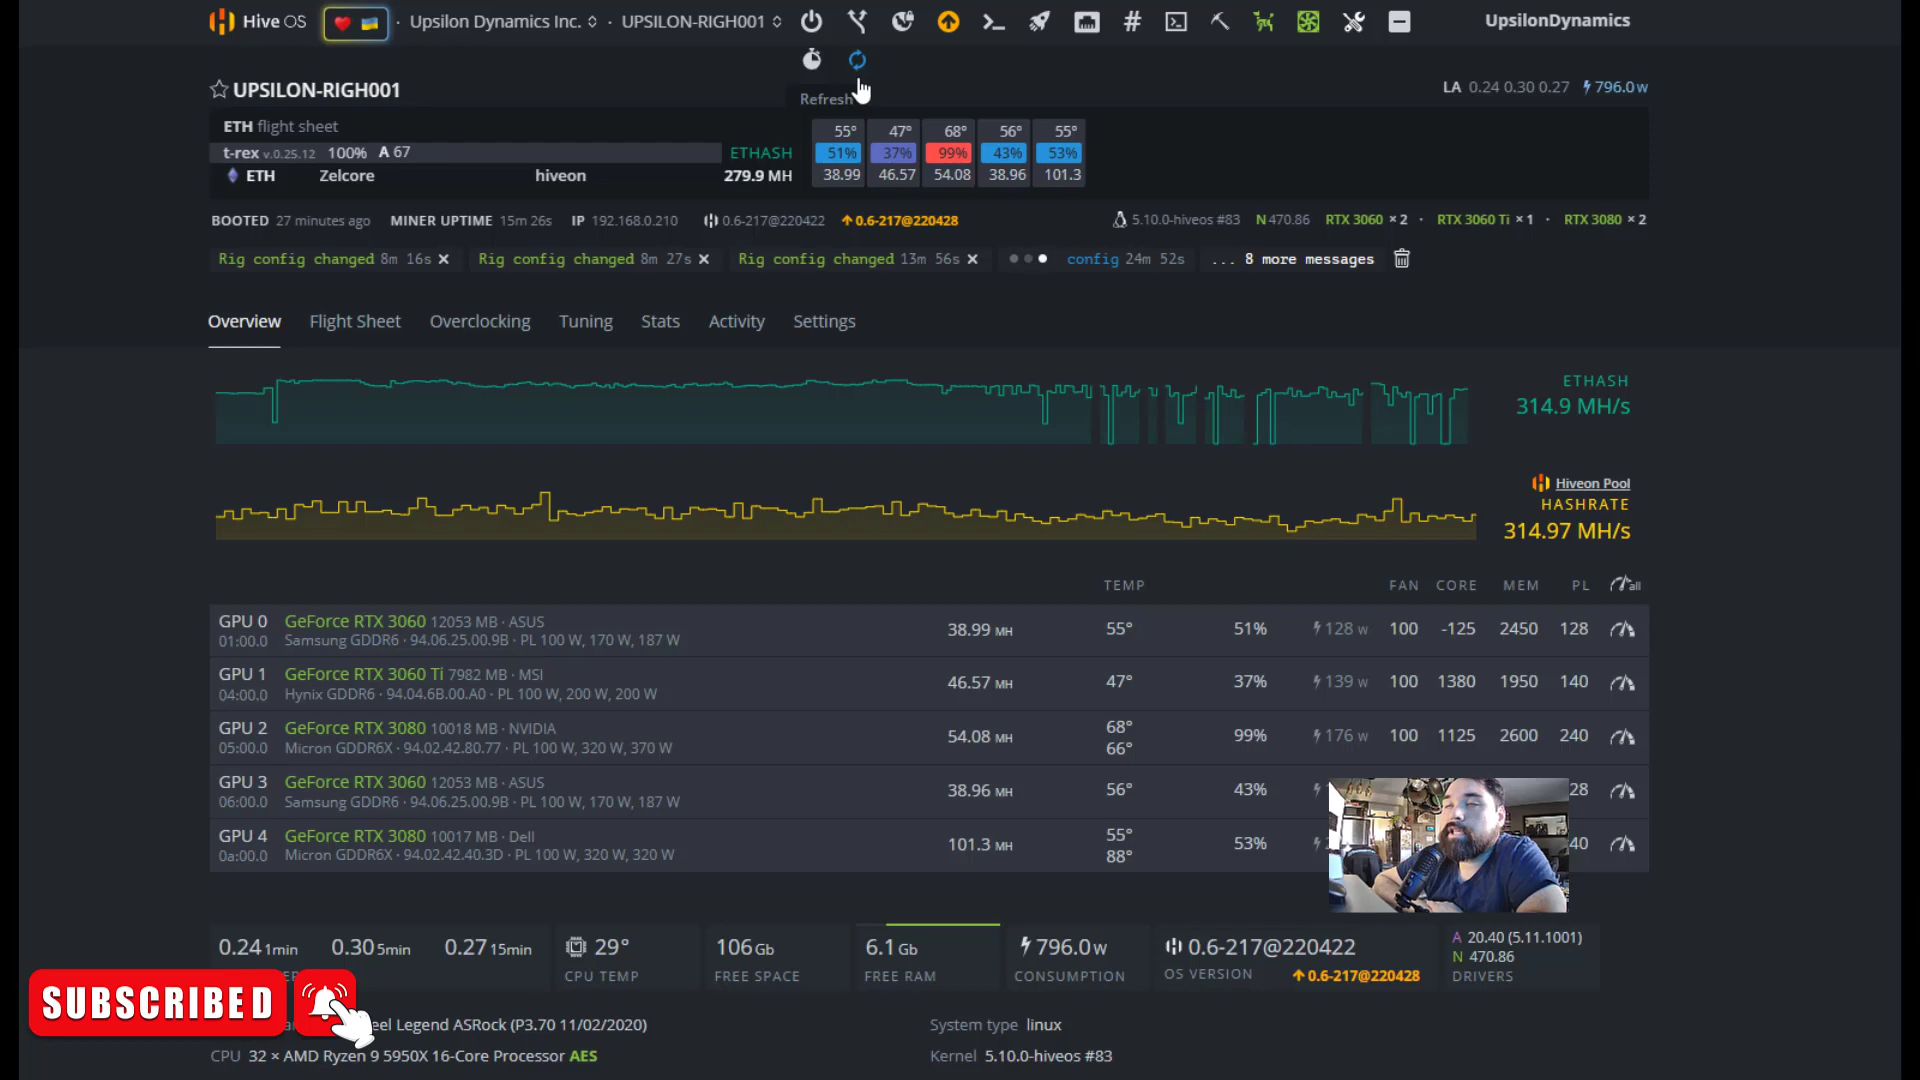 Hive OS · Upsilon Dynamics Inc. · UPSILON-RIGH001 UpsilonDynamics
Refresh
UPSILON-RIGH001 LA 0.24 0.30 0.27 796.0 w
ETH flight sheet 55° 47° 68° 56° 55°
t-rex v.0.25.12 100% A 67 ETHASH 51% 37% 99% 43% 53%
ETH Zelcore hiveon 279.9 MH 38.99 46.57 54.08 38.96 101.3
BOOTED 27 minutes ago MINER UPTIME 15m 26s IP 192.168.0.210 0.6-217@220422 0.6-217@220428 5.10.0-hiveos #83 N 470.86 RTX 3060 × 2 · RTX 3060 Ti × 1 · RTX 3080 × 2
Rig config changed 8m 16s × Rig config changed 8m 27s × Rig config changed 13m 56s × config 24m 52s ... 8 more messages
Overview Flight Sheet Overclocking Tuning Stats Activity Settings
ETHASH
314.9 MH/s
Hiveon Pool
HASHRATE
314.97 MH/s
TEMP FAN CORE MEM PL all
GPU 0 GeForce RTX 3060 12053 MB · ASUS 38.99 MH 55° 51% 128 w 100 -125 2450 128
01:00.0 Samsung GDDR6 · 94.06.25.00.9B · PL 100 W, 170 W, 187 W
GPU 1 GeForce RTX 3060 Ti 7982 MB · MSI 46.57 MH 47° 37% 139 w 100 1380 1950 140
04:00.0 Hynix GDDR6 · 94.04.6B.00.A0 · PL 100 W, 200 W, 200 W
GPU 2 GeForce RTX 3080 10018 MB · NVIDIA 54.08 MH 68° 99% 176 w 100 1125 2600 240
05:00.0 Micron GDDR6X · 94.02.42.80.77 · PL 100 W, 320 W, 370 W 66°
GPU 3 GeForce RTX 3060 12053 MB · ASUS 38.96 MH 56° 43% 28
06:00.0 Samsung GDDR6 · 94.06.25.00.9B · PL 100 W, 170 W, 187 W
GPU 4 GeForce RTX 3080 10017 MB · Dell 101.3 MH 55° 53% 40
0a:00.0 Micron GDDR6X · 94.02.42.40.3D · PL 100 W, 320 W, 320 W 88°
0.24 1min 0.30 5min 0.27 15min 29° 106 Gb 6.1 Gb 796.0 w 0.6-217@220422 A 20.40 (5.11.1001)
N 470.86
CPU TEMP FREE SPACE FREE RAM CONSUMPTION OS VERSION 0.6-217@220428 DRIVERS
SUBSCRIBED
eel Legend ASRock (P3.70 11/02/2020) System type linux
CPU 32 × AMD Ryzen 9 5950X 16-Core Processor AES Kernel 5.10.0-hiveos #83